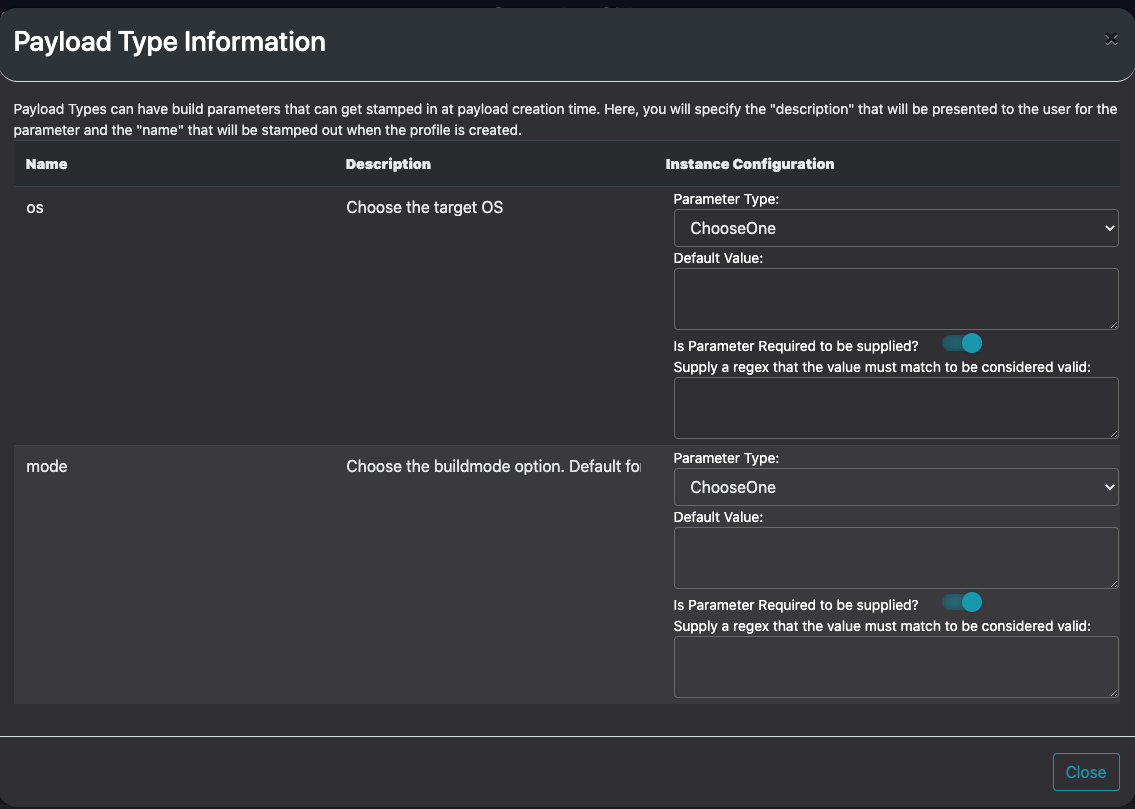 Payload Type Information
×
Payload Types can have build parameters that can get stamped in at payload creation time. Here, you will specify the "description" that will be presented to the user for the
parameter and the "name" that will be stamped out when the profile is created.
Name Description Instance Configuration
os Choose the target OS
Parameter Type:
ChooseOne
Default Value:
Is Parameter Required to be supplied?
Supply a regex that the value must match to be considered valid:
mode Choose the buildmode option. Default for
Parameter Type:
ChooseOne
Default Value:
Is Parameter Required to be supplied?
Supply a regex that the value must match to be considered valid:
Close